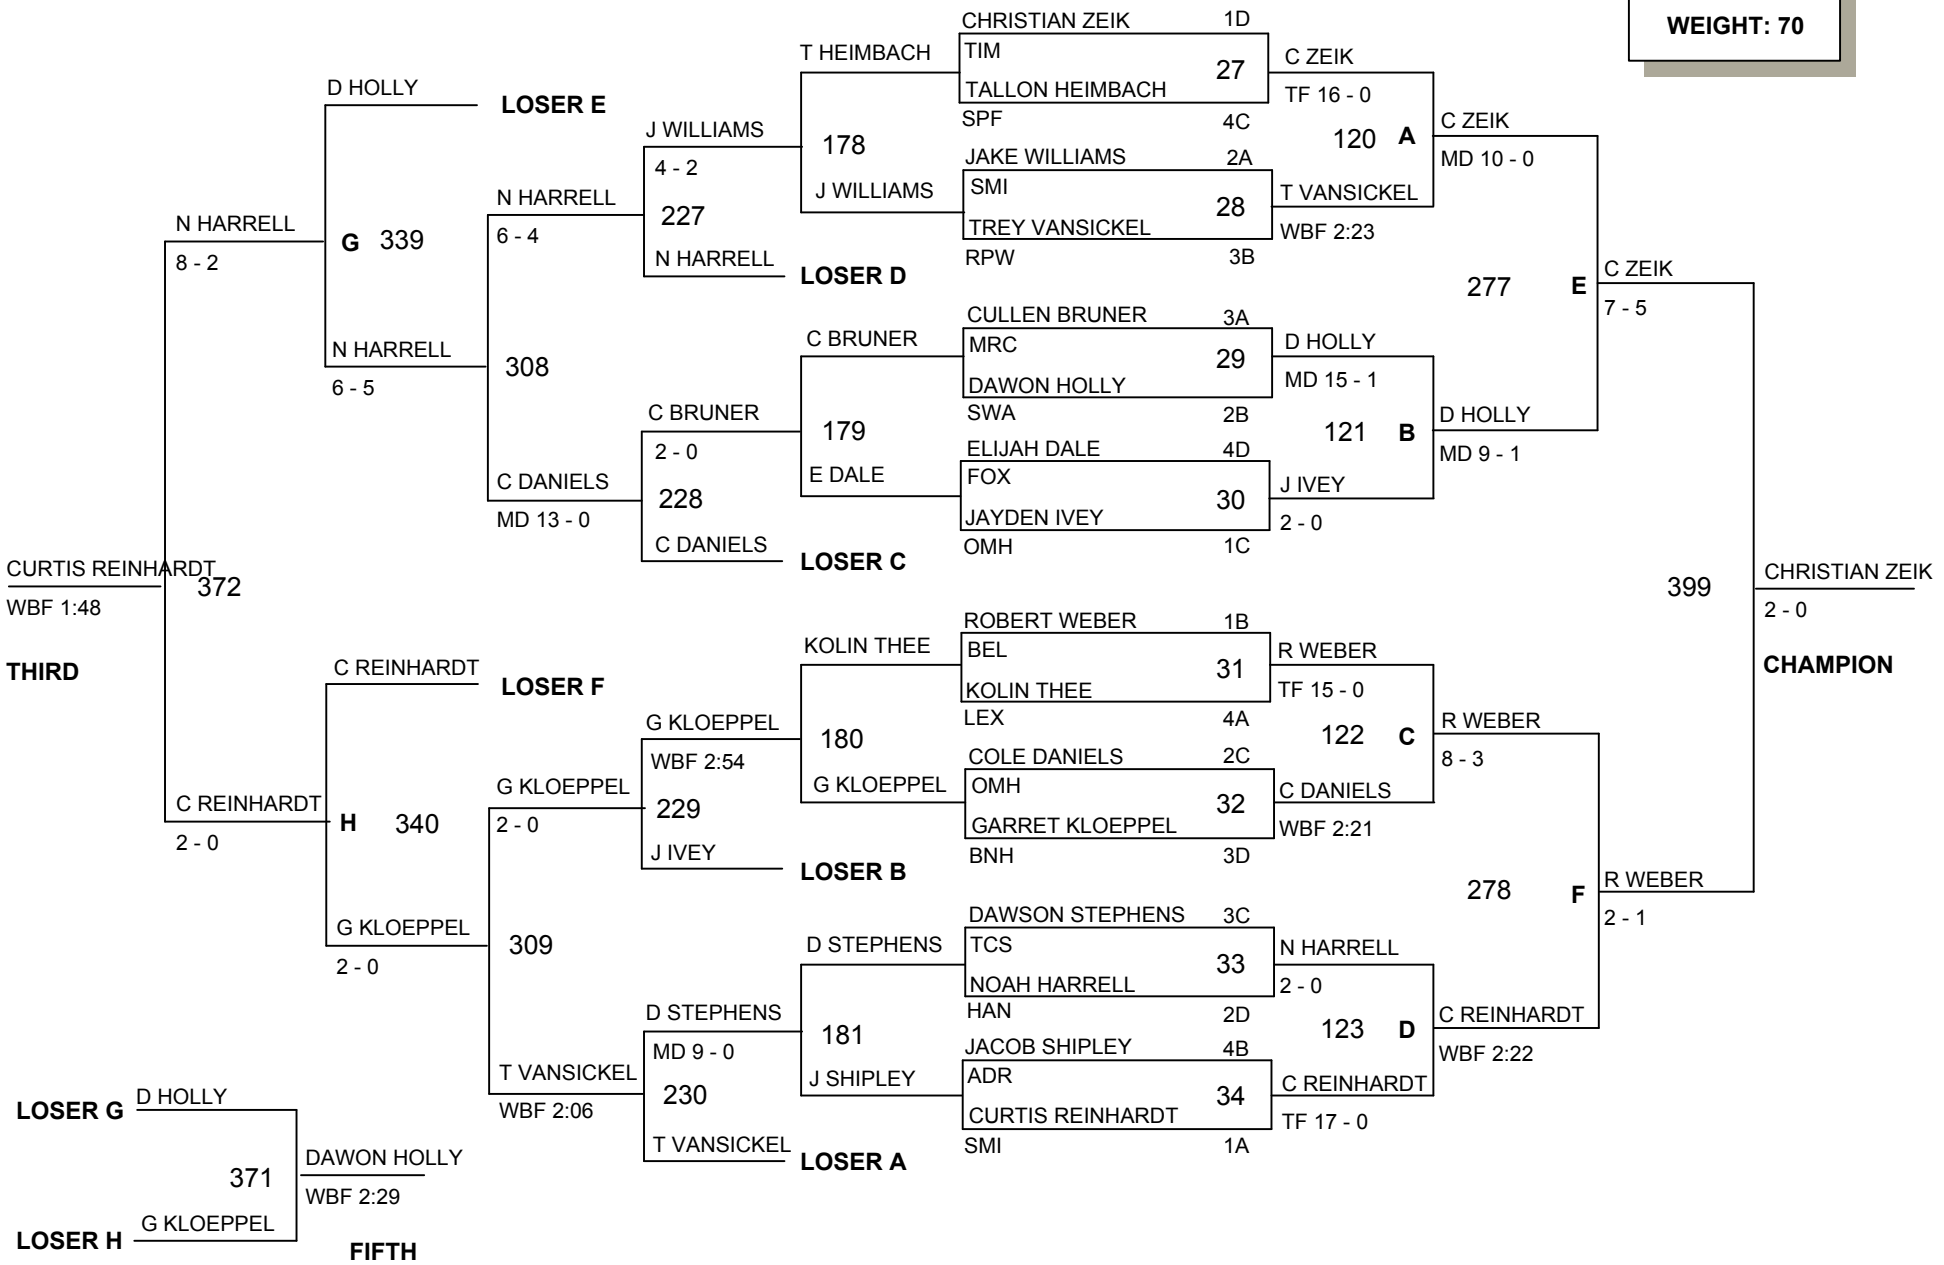 WEIGHT: 70
CHRISTIAN ZEIK 1D
TIM
27
TALLON HEIMBACH
SPF 4C
JAKE WILLIAMS 2A
SMI
28
TREY VANSICKEL
RPW 3B
CULLEN BRUNER 3A
MRC
29
DAWON HOLLY
SWA 2B
ELIJAH DALE 4D
FOX
30
JAYDEN IVEY
OMH 1C
ROBERT WEBER 1B
BEL
31
KOLIN THEE
LEX 4A
COLE DANIELS 2C
OMH
32
GARRET KLOEPPEL
BNH 3D
DAWSON STEPHENS 3C
TCS
33
NOAH HARRELL
HAN 2D
JACOB SHIPLEY 4B
ADR
34
CURTIS REINHARDT
SMI 1A
C ZEIK
TF 16 - 0
120 A
T VANSICKEL
WBF 2:23
D HOLLY
MD 15 - 1
121 B
J IVEY
2 - 0
R WEBER
TF 15 - 0
122 C
C DANIELS
WBF 2:21
N HARRELL
2 - 0
123 D
C REINHARDT
TF 17 - 0
C ZEIK
MD 10 - 0
277 E
D HOLLY
MD 9 - 1
R WEBER
8 - 3
278 F
C REINHARDT
WBF 2:22
C ZEIK
7 - 5
399
R WEBER
2 - 1
CHRISTIAN ZEIK
2 - 0
CHAMPION
T HEIMBACH
178
J WILLIAMS
C BRUNER
179
E DALE
KOLIN THEE
180
G KLOEPPEL
D STEPHENS
181
J SHIPLEY
J WILLIAMS
4 - 2
227
N HARRELL
LOSER D
C BRUNER
2 - 0
228
C DANIELS
LOSER C
G KLOEPPEL
WBF 2:54
229
J IVEY
LOSER B
D STEPHENS
MD 9 - 0
230
T VANSICKEL
LOSER A
N HARRELL
6 - 4
308
C DANIELS
MD 13 - 0
G KLOEPPEL
2 - 0
309
T VANSICKEL
WBF 2:06
D HOLLY
LOSER E
G 339
N HARRELL
6 - 5
C REINHARDT
LOSER F
H 340
G KLOEPPEL
2 - 0
N HARRELL
8 - 2
372
C REINHARDT
2 - 0
CURTIS REINHARDT
WBF 1:48
THIRD
LOSER G D HOLLY
371
LOSER H G KLOEPPEL
DAWON HOLLY
WBF 2:29
FIFTH